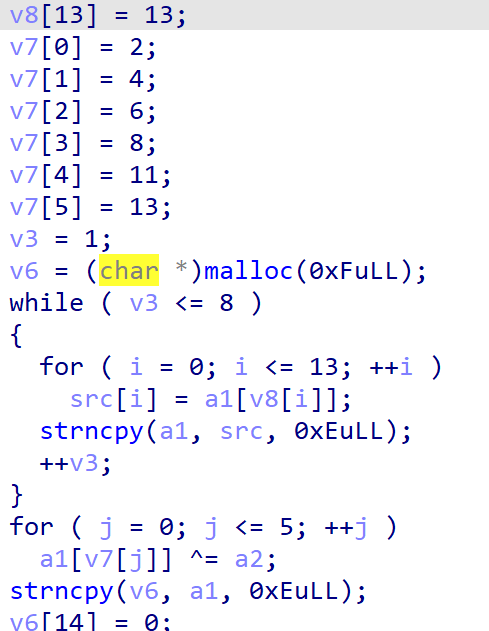 v8[13] = 13;
v7[0] = 2;
v7[1] = 4;
v7[2] = 6;
v7[3] = 8;
v7[4] = 11;
v7[5] = 13;
v3 = 1;
v6 = (char *)malloc(0xFuLL);
while ( v3 <= 8 )
{
  for ( i = 0; i <= 13; ++i )
    src[i] = a1[v8[i]];
  strncpy(a1, src, 0xEuLL);
  ++v3;
}
for ( j = 0; j <= 5; ++j )
  a1[v7[j]] ^= a2;
strncpy(v6, a1, 0xEuLL);
v6[14] = 0;